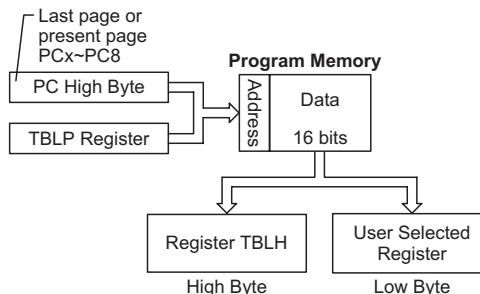 Last page or
present page
PCx~PC8
Program Memory
PC High Byte
TBLP Register
Address
Data
16 bits
Register TBLH
User Selected
Register
High Byte
Low Byte